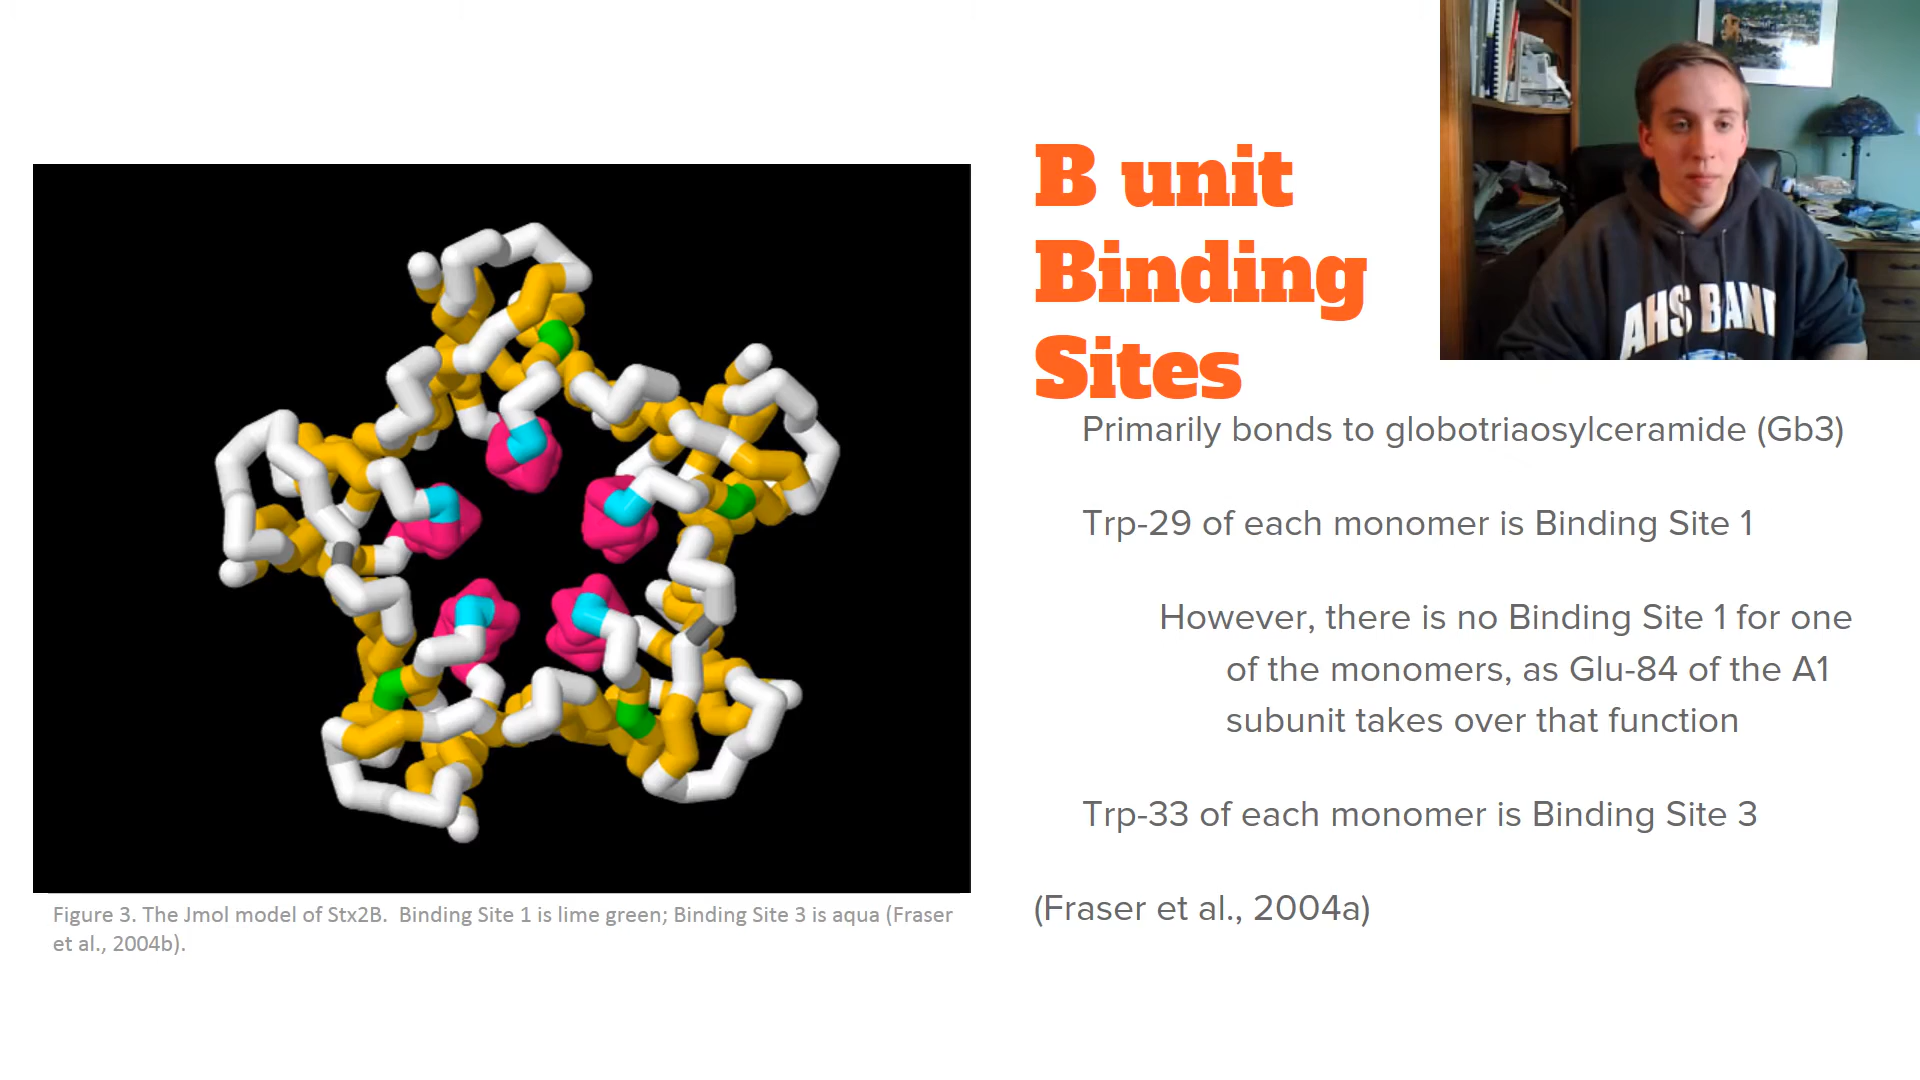 B unit
Binding
Sites
Primarily bonds to globotriaosylceramide (Gb3)
Trp-29 of each monomer is Binding Site 1
However, there is no Binding Site 1 for one
of the monomers, as Glu-84 of the A1
subunit takes over that function
Trp-33 of each monomer is Binding Site 3
(Fraser et al., 2004a)
Figure 3. The Jmol model of Stx2B.  Binding Site 1 is lime green; Binding Site 3 is aqua (Fraser
et al., 2004b).
AHS BAND